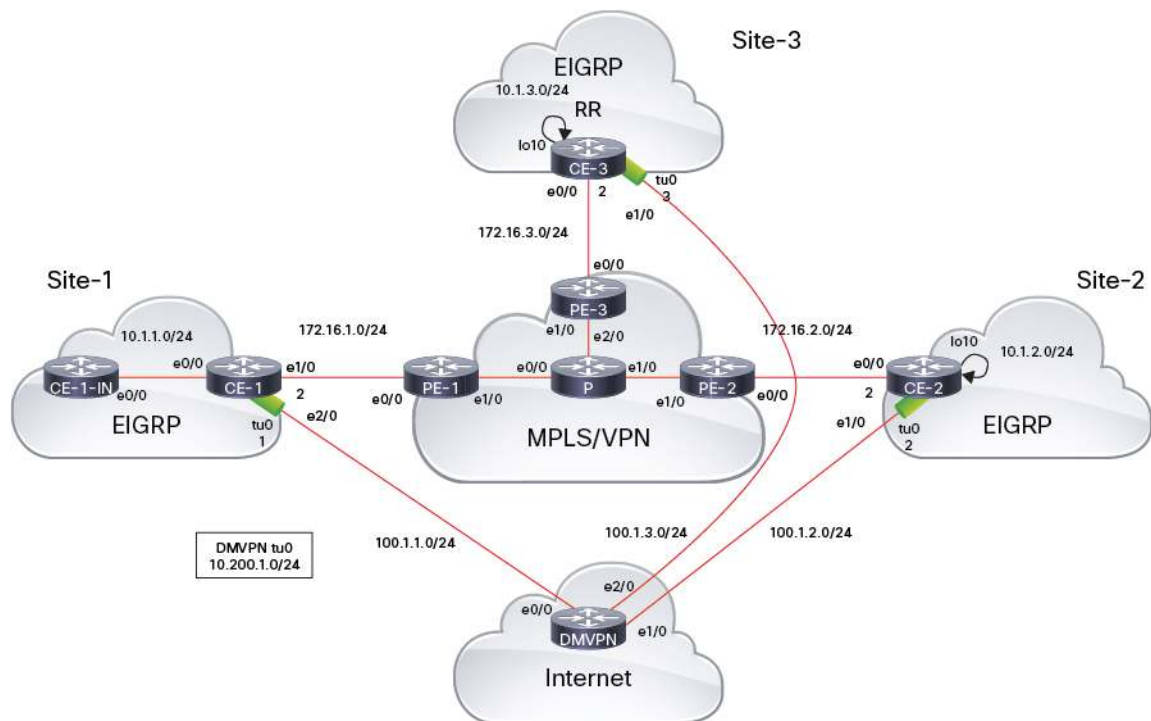 Site-3
EIGRP
10.1.3.0/24
RR
lo10
CE-3
tu0
3
e0/0
2
e1/0
172.16.3.0/24
e0/0
PE-3
e1/0
e2/0
Site-1
10.1.1.0/24
172.16.1.0/24
e0/0
e1/0
CE-1-IN
CE-1
e0/0
2
e2/0
EIGRP
tu0
1
PE-1
e0/0
e1/0
e0/0
P
e1/0
PE-2
e1/0
e0/0
MPLS/VPN
Site-2
172.16.2.0/24
lo10
10.1.2.0/24
e0/0
CE-2
2
e1/0
tu0
2
EIGRP
DMVPN tu0
10.200.1.0/24
100.1.1.0/24
100.1.3.0/24
100.1.2.0/24
e2/0
e0/0
e1/0
DMVPN
Internet